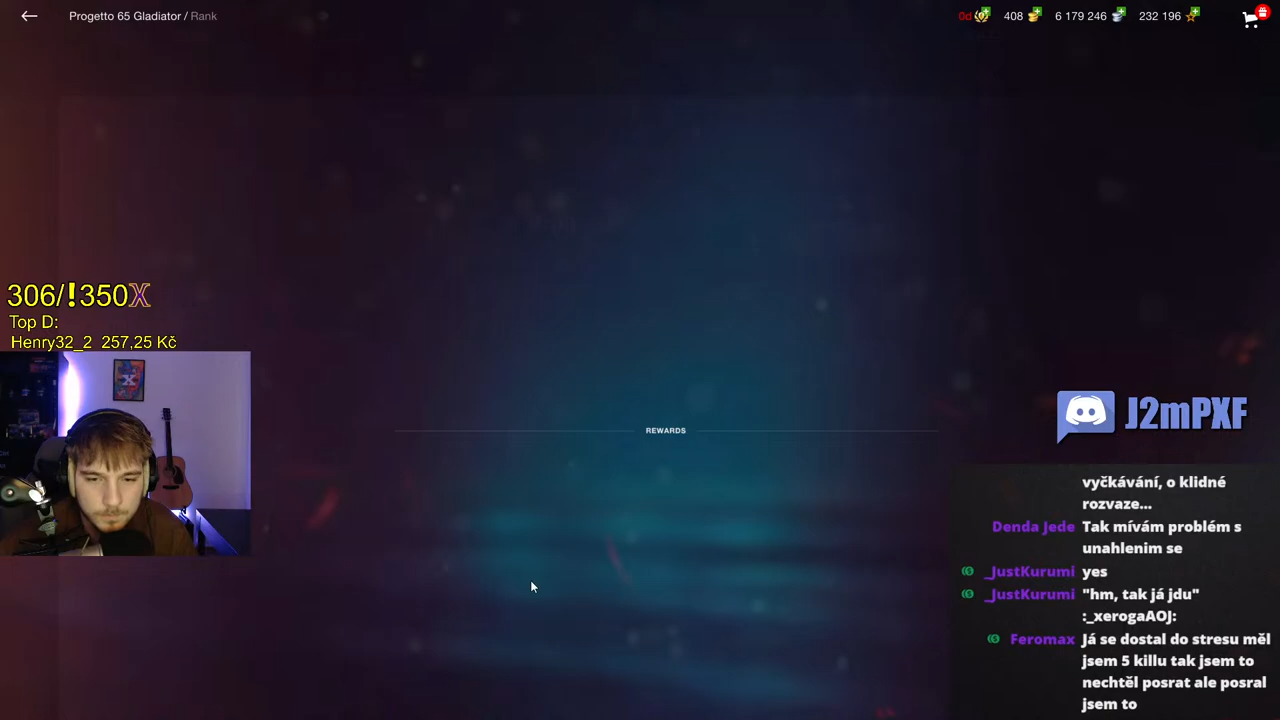 Progetto 65 Gladiator / Rank
0d 408 6 179 246 232 196
306/!350X
Top D:
Henry32_2 257,25 Kč
REWARDS
J2mPXF
vyčkávání, o klidné
rozvaze...
Denda Jede Tak mívám problém s
unahlenim se
_JustKurumi yes
_JustKurumi "hm, tak já jdu"
:_xerogaAOJ:
Feromax Já se dostal do stresu měl
jsem 5 killu tak jsem to
nechtěl posrat ale posral
jsem to